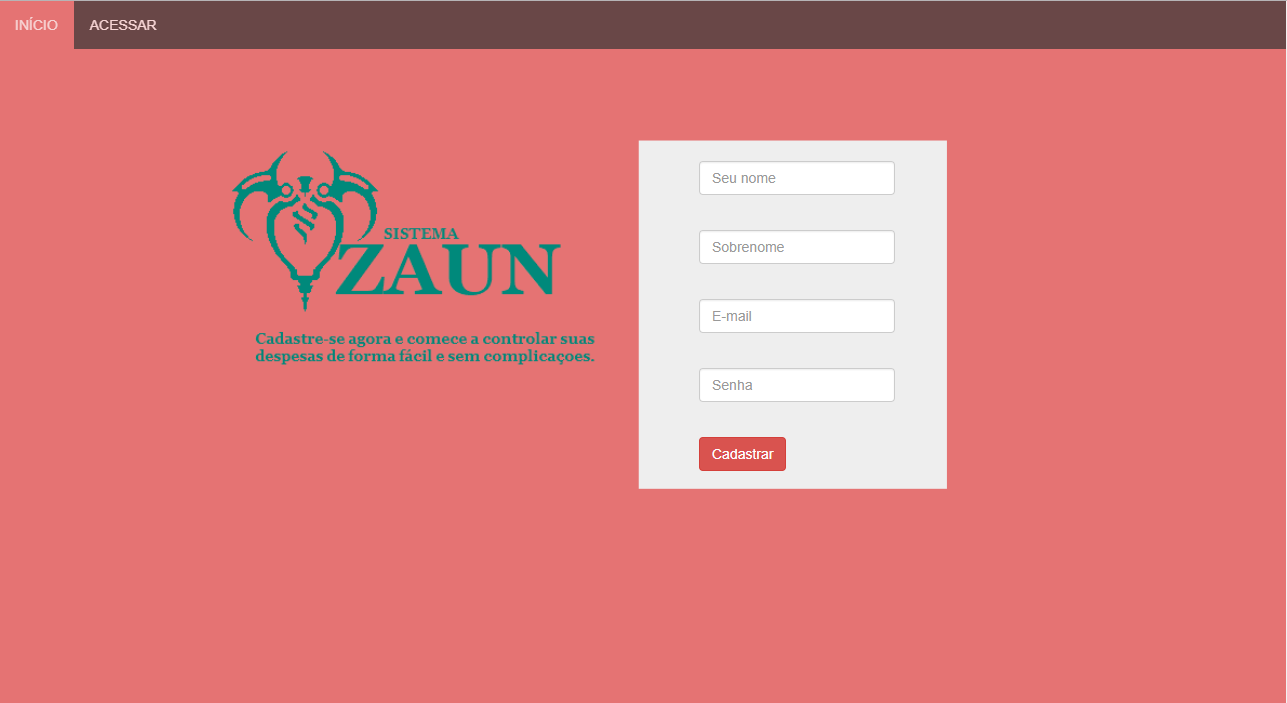 INÍCIO ACESSAR
SISTEMA
ZAUN
Cadastre-se agora e comece a controlar suas
despesas de forma fácil e sem complicaçoes.
Seu nome
Sobrenome
E-mail
Senha
Cadastrar